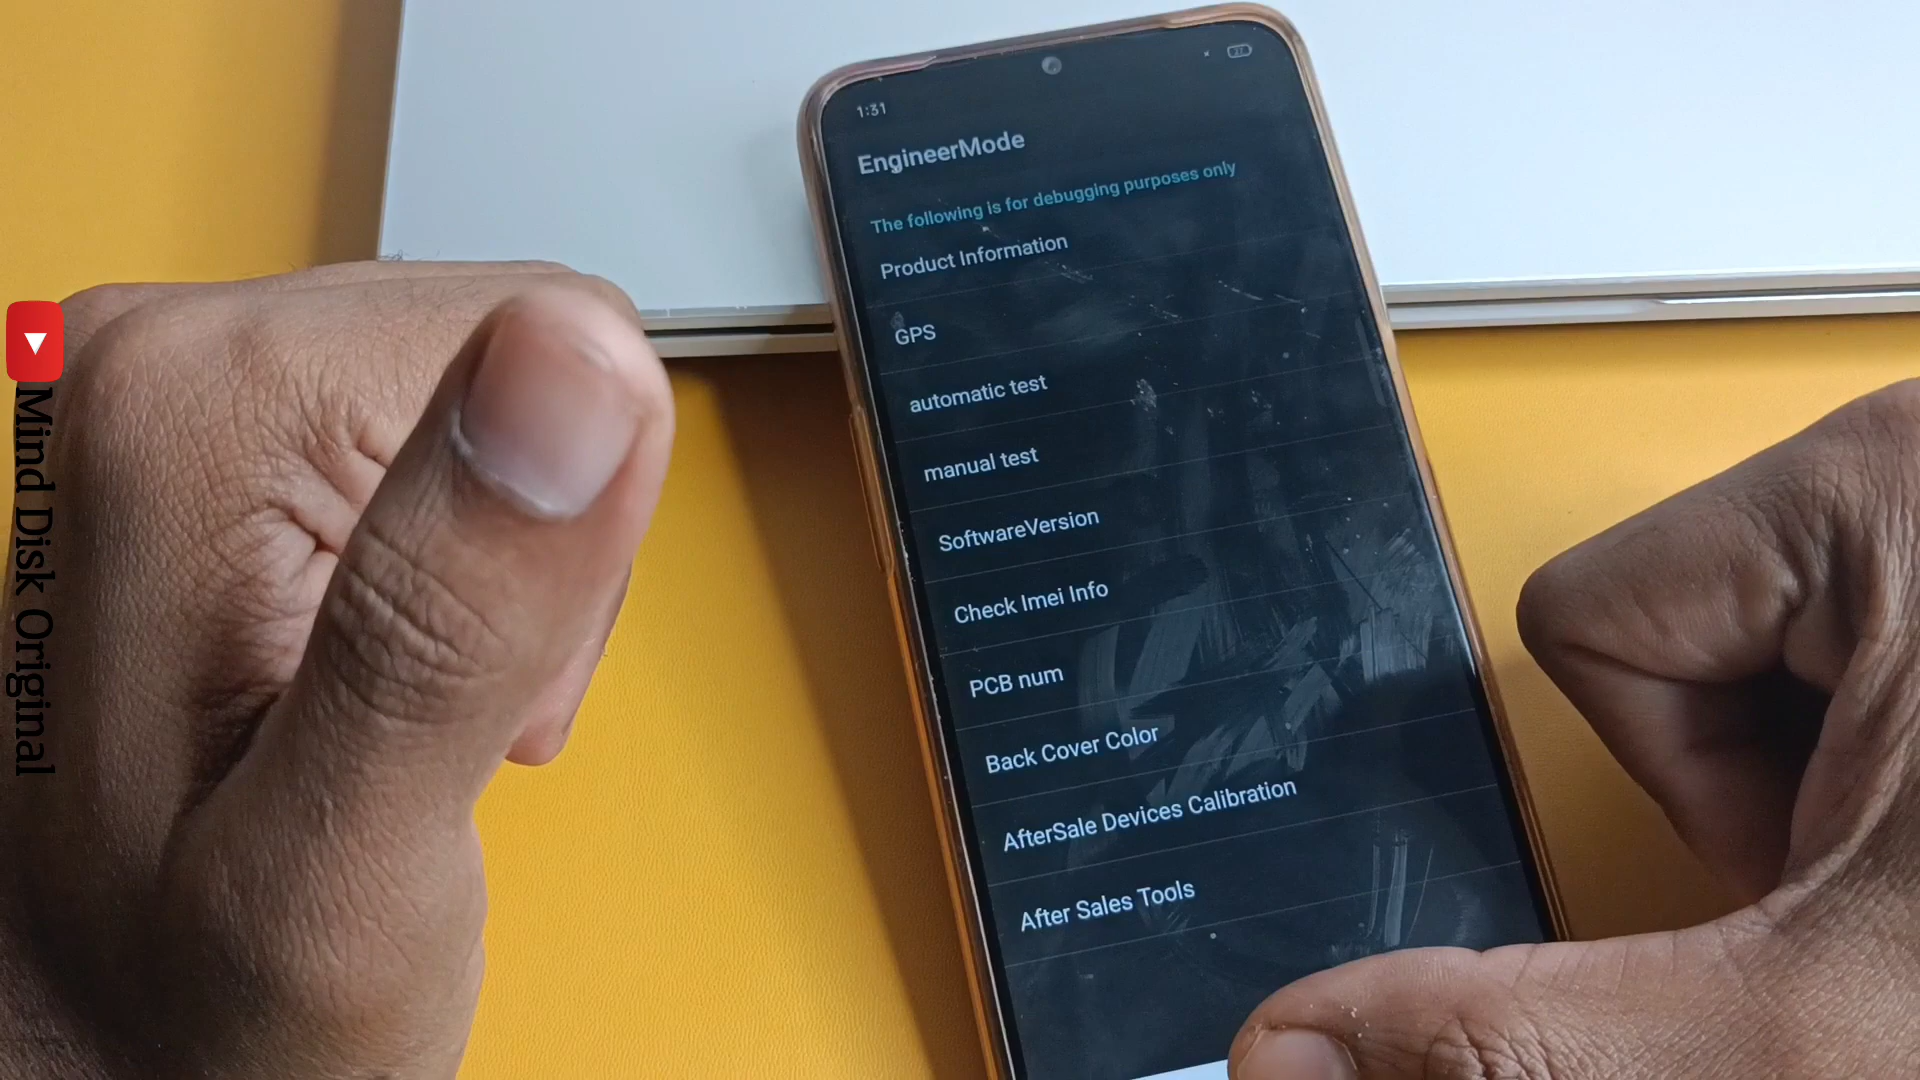 1:31
EngineerMode
The following is for debugging purposes only
Product Information
GPS
automatic test
manual test
SoftwareVersion
Check Imei Info
PCB num
Back Cover Color
AfterSale Devices Calibration
After Sales Tools
Mind Disk Original